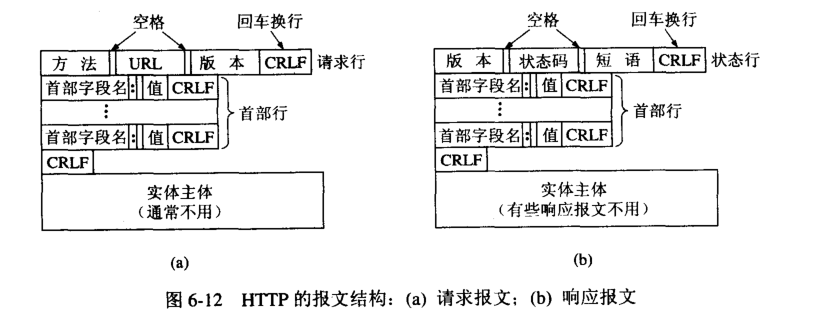 空格 回车换行
方 法 URL 版 本 CRLF 请求行
首部字段名: 值 CRLF
⋮ 首部行
首部字段名: 值 CRLF
CRLF
实体主体
(通常不用)
(a)
空格 回车换行
版 本 状态码 短 语 CRLF 状态行
首部字段名: 值 CRLF
⋮ 首部行
首部字段名: 值 CRLF
CRLF
实体主体
(有些响应报文不用)
(b)
图 6-12 HTTP 的报文结构:(a) 请求报文;(b) 响应报文